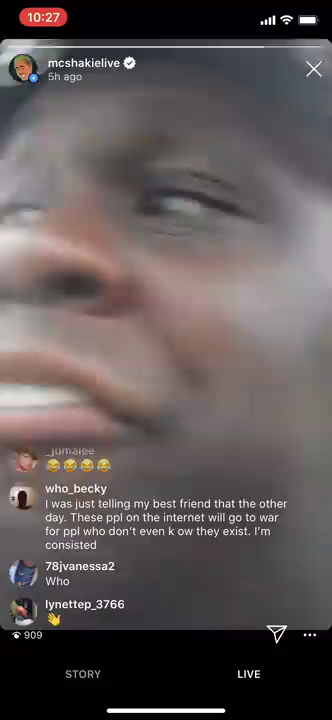 10:27
mcshakielive
5h ago
_jdmalee
😂😂😂😂
who_becky
I was just telling my best friend that the other
day. These ppl on the internet will go to war
for ppl who don't even k ow they exist. I'm
consisted
78jvanessa2
Who
lynettep_3766
👋
909
STORY LIVE